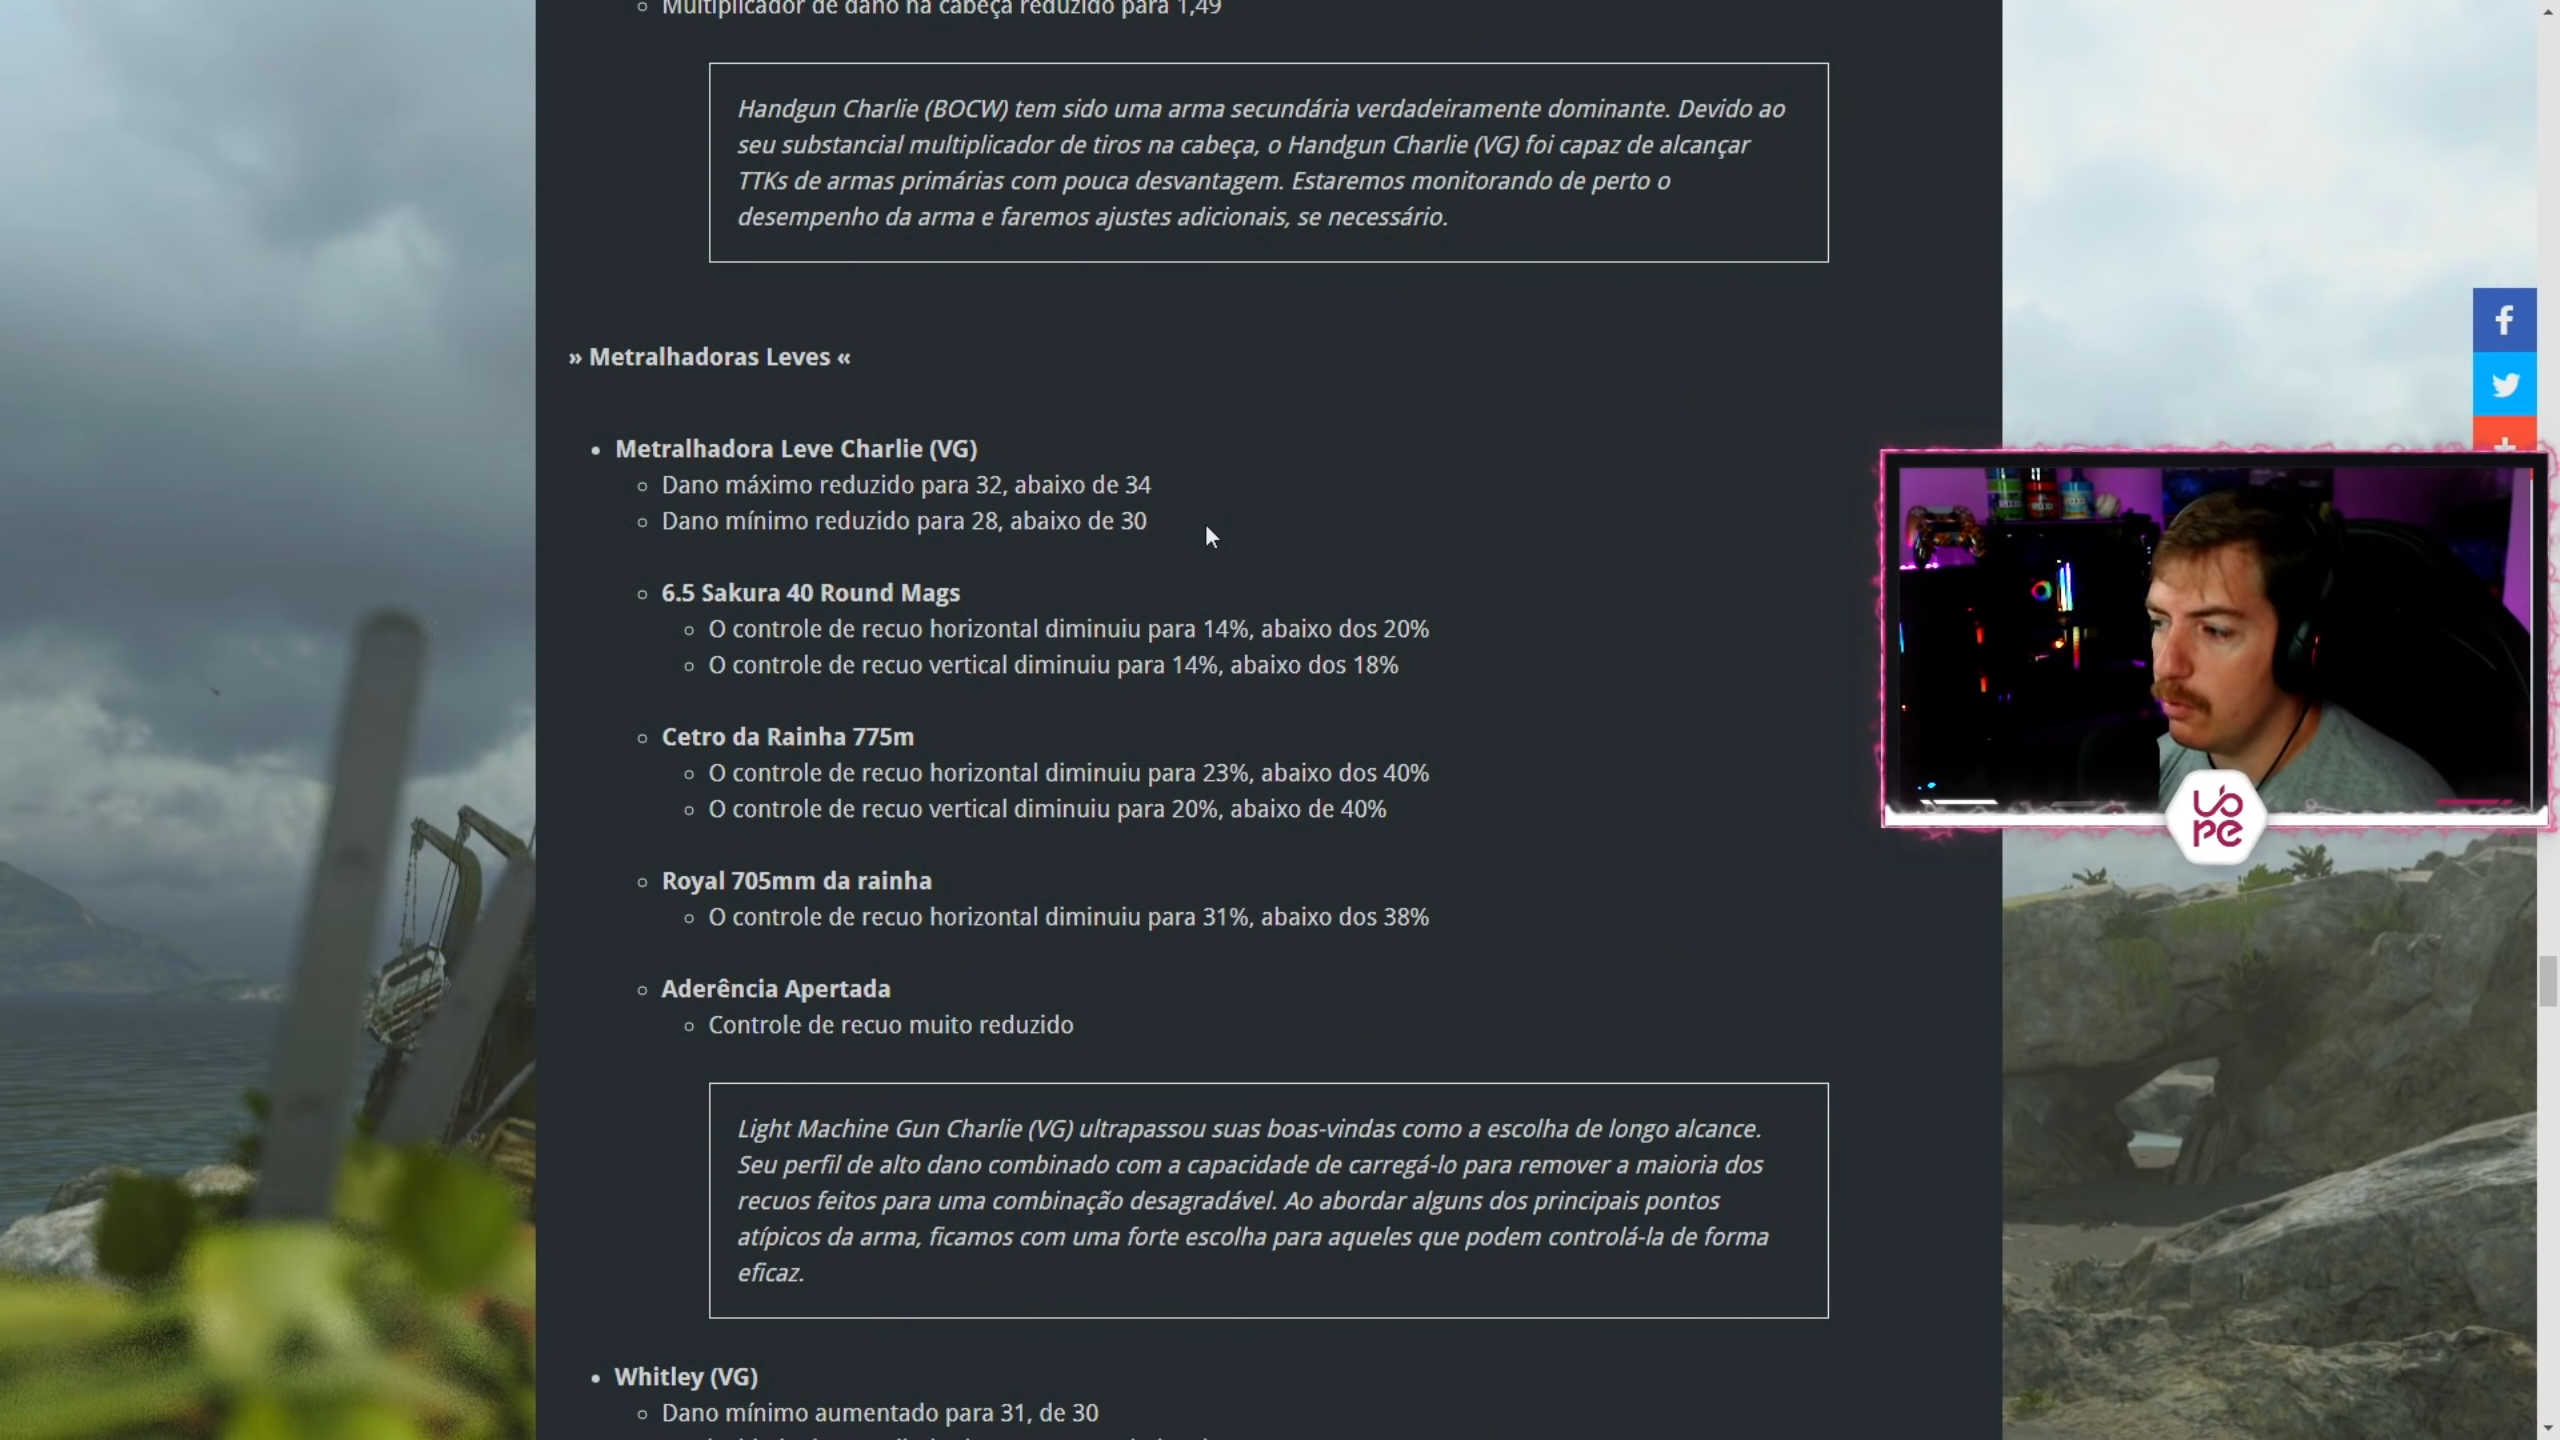 Multiplicador de dano na cabeça reduzido para 1,49
Handgun Charlie (BOCW) tem sido uma arma secundária verdadeiramente dominante. Devido ao
seu substancial multiplicador de tiros na cabeça, o Handgun Charlie (VG) foi capaz de alcançar
TTKs de armas primárias com pouca desvantagem. Estaremos monitorando de perto o
desempenho da arma e faremos ajustes adicionais, se necessário.
» Metralhadoras Leves «
Metralhadora Leve Charlie (VG)
Dano máximo reduzido para 32, abaixo de 34
Dano mínimo reduzido para 28, abaixo de 30
6.5 Sakura 40 Round Mags
O controle de recuo horizontal diminuiu para 14%, abaixo dos 20%
O controle de recuo vertical diminuiu para 14%, abaixo dos 18%
Cetro da Rainha 775m
O controle de recuo horizontal diminuiu para 23%, abaixo dos 40%
O controle de recuo vertical diminuiu para 20%, abaixo de 40%
Royal 705mm da rainha
O controle de recuo horizontal diminuiu para 31%, abaixo dos 38%
Aderência Apertada
Controle de recuo muito reduzido
Light Machine Gun Charlie (VG) ultrapassou suas boas-vindas como a escolha de longo alcance.
Seu perfil de alto dano combinado com a capacidade de carregá-lo para remover a maioria dos
recuos feitos para uma combinação desagradável. Ao abordar alguns dos principais pontos
atípicos da arma, ficamos com uma forte escolha para aqueles que podem controlá-la de forma
eficaz.
Whitley (VG)
Dano mínimo aumentado para 31, de 30